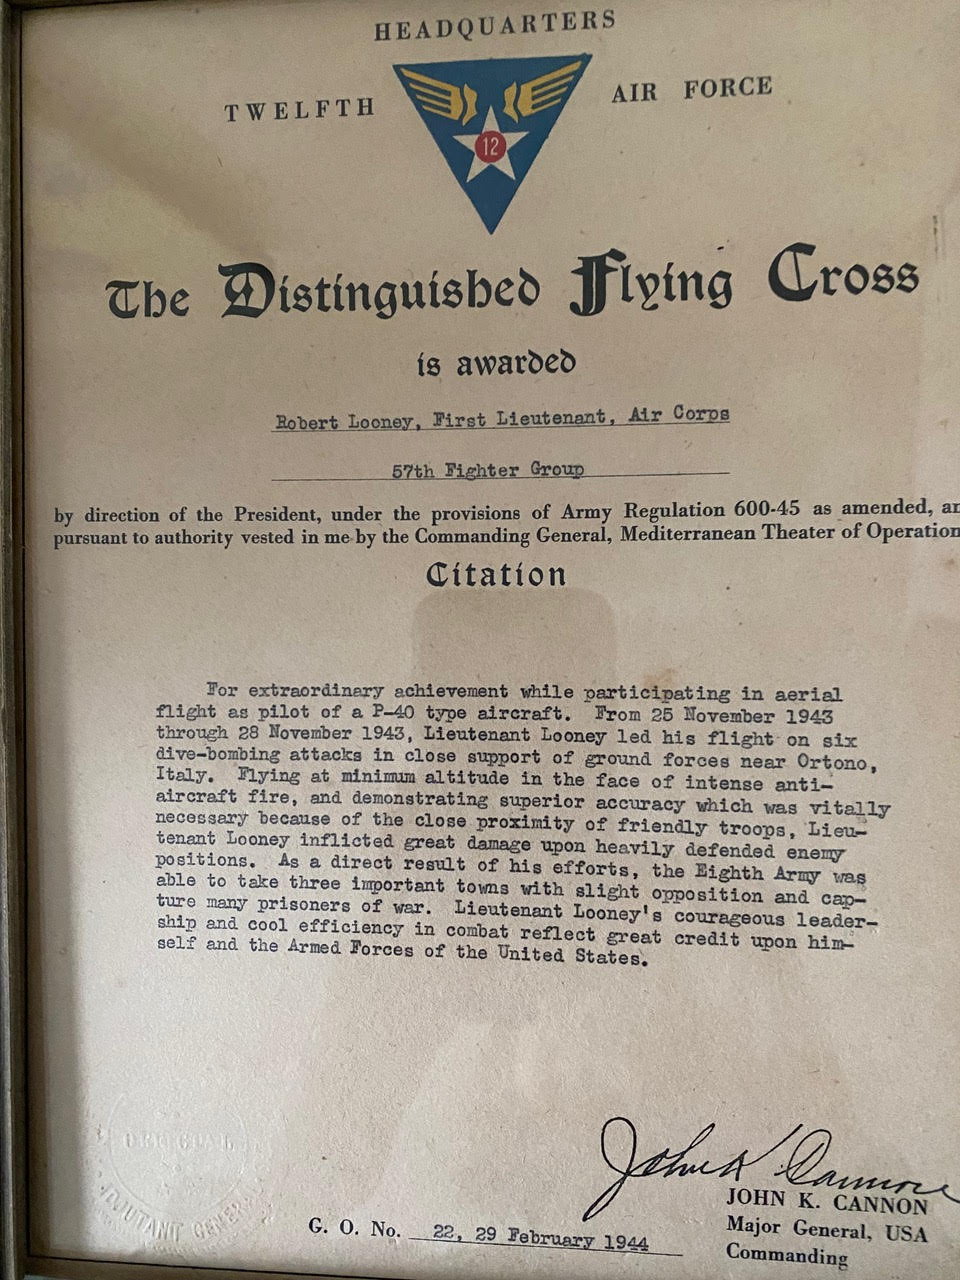 HEADQUARTERS
TWELFTH AIR FORCE
12
The Distinguished Flying Cross
is awarded
Robert Looney, First Lieutenant, Air Corps
57th Fighter Group
by direction of the President, under the provisions of Army Regulation 600-45 as amended, an
pursuant to authority vested in me by the Commanding General, Mediterranean Theater of Operation
Citation
For extraordinary achievement while participating in aerial
flight as pilot of a P-40 type aircraft. From 25 November 1943
through 28 November 1943, Lieutenant Looney led his flight on six
dive-bombing attacks in close support of ground forces near Ortono,
Italy. Flying at minimum altitude in the face of intense anti-
aircraft fire, and demonstrating superior accuracy which was vitally
necessary because of the close proximity of friendly troops, Lieu-
tenant Looney inflicted great damage upon heavily defended enemy
positions. As a direct result of his efforts, the Eighth Army was
able to take three important towns with slight opposition and cap-
ture many prisoners of war. Lieutenant Looney's courageous leader-
ship and cool efficiency in combat reflect great credit upon him-
self and the Armed Forces of the United States.
John K Cannon
JOHN K. CANNON
Major General, USA
Commanding
G. O. No. 22, 29 February 1944
OFFICIAL